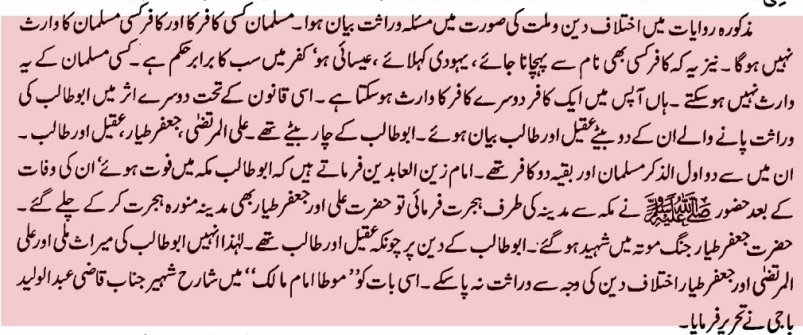 مذکورہ روایات میں اختلاف دین وملت کی صورت میں مسئلہ وراثت بیان ہوا۔ مسلمان کسی کافر کا اور کافر کسی مسلمان کا وارث
نہیں ہوگا۔ نیز یہ کہ کافر کسی بھی نام سے پہچانا جائے، یہودی کہلائے، عیسائی ہو' کفر میں سب کا برابر حکم ہے۔ کسی مسلمان کے یہ
وارث نہیں ہو سکتے۔ ہاں آپس میں ایک کافر دوسرے کافر کا وارث ہوسکتا ہے۔ اسی قانون کے تحت دوسرے اثر میں ابوطالب کی
وراثت پانے والے ان کے دو بیٹے عقیل اور طالب بیان ہوئے۔ ابوطالب کے چار بیٹے تھے۔ علی المرتضٰی، جعفر طیار، عقیل اور طالب۔
ان میں سے دو اول الذکر مسلمان اور بقیہ دو کافر تھے۔ امام زین العابدین فرماتے ہیں کہ ابوطالب مکہ میں فوت ہوئے' ان کی وفات
کے بعد حضور ﷺ نے مکہ سے مدینہ کی طرف ہجرت فرمائی تو حضرت علی اور جعفر طیار بھی مدینہ منورہ ہجرت کر کے چلے گئے۔
حضرت جعفر طیار جنگ موتہ میں شہید ہو گئے۔ ابوطالب کے دین پر چونکہ عقیل اور طالب تھے۔ لہٰذا انہیں ابوطالب کی میراث ملی اور علی
المرتضٰی اور جعفر طیار اختلاف دین کی وجہ سے وراثت نہ پا سکے۔ اسی بات کو ''موطا امام مالک'' میں شارح شہیر جناب قاضی عبدالولید
باجی نے تحریر فرمایا۔